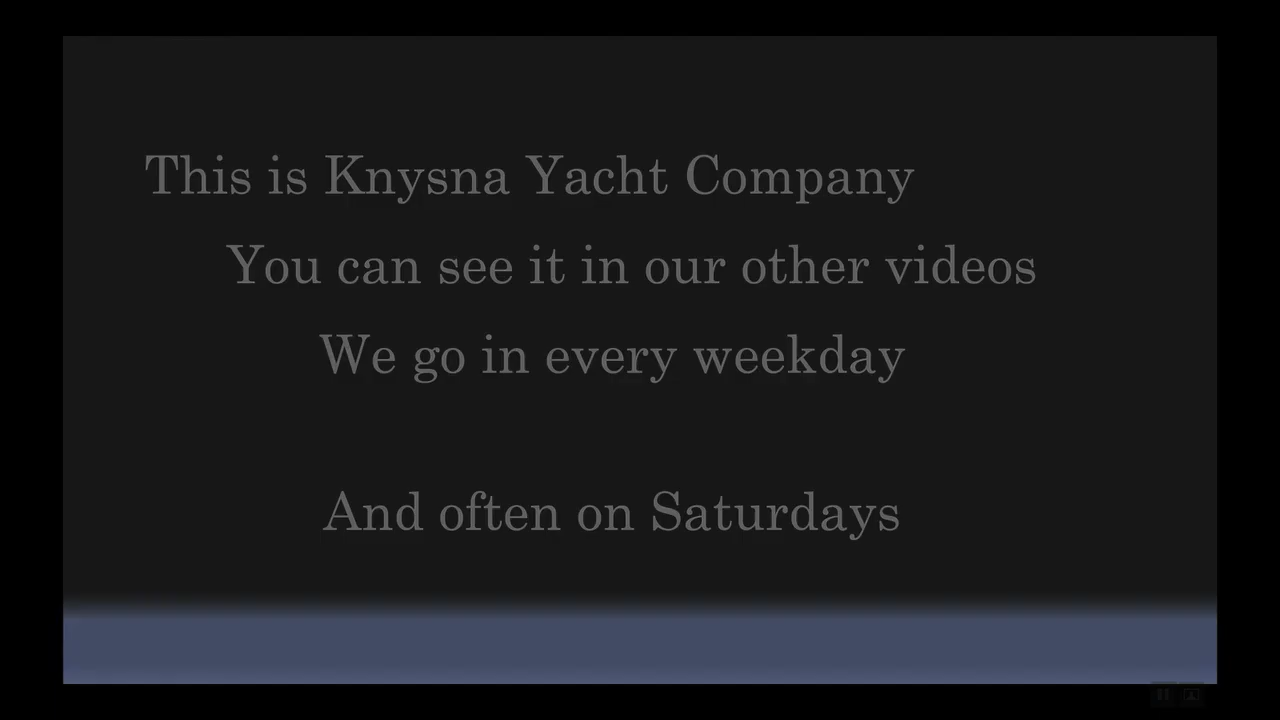 This is Knysna Yacht Company
You can see it in our other videos
We go in every weekday
And often on Saturdays